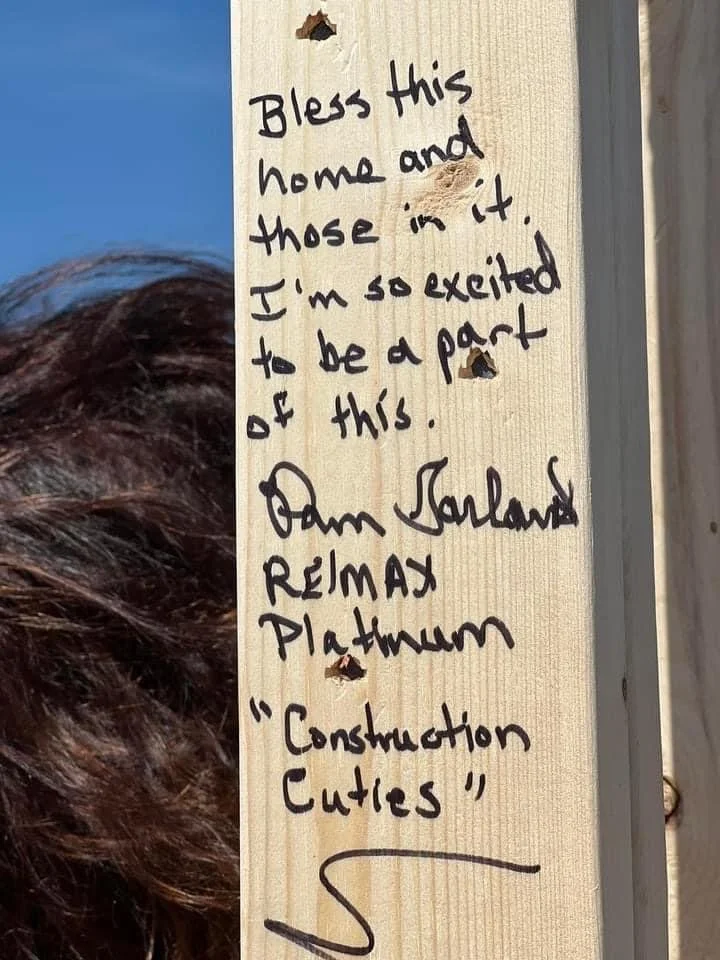 Bless this
home and
those in it.
I'm so excited
to be a part
of this.
Pam Garland
RE/MAX
Platinum
"Construction
Cuties"